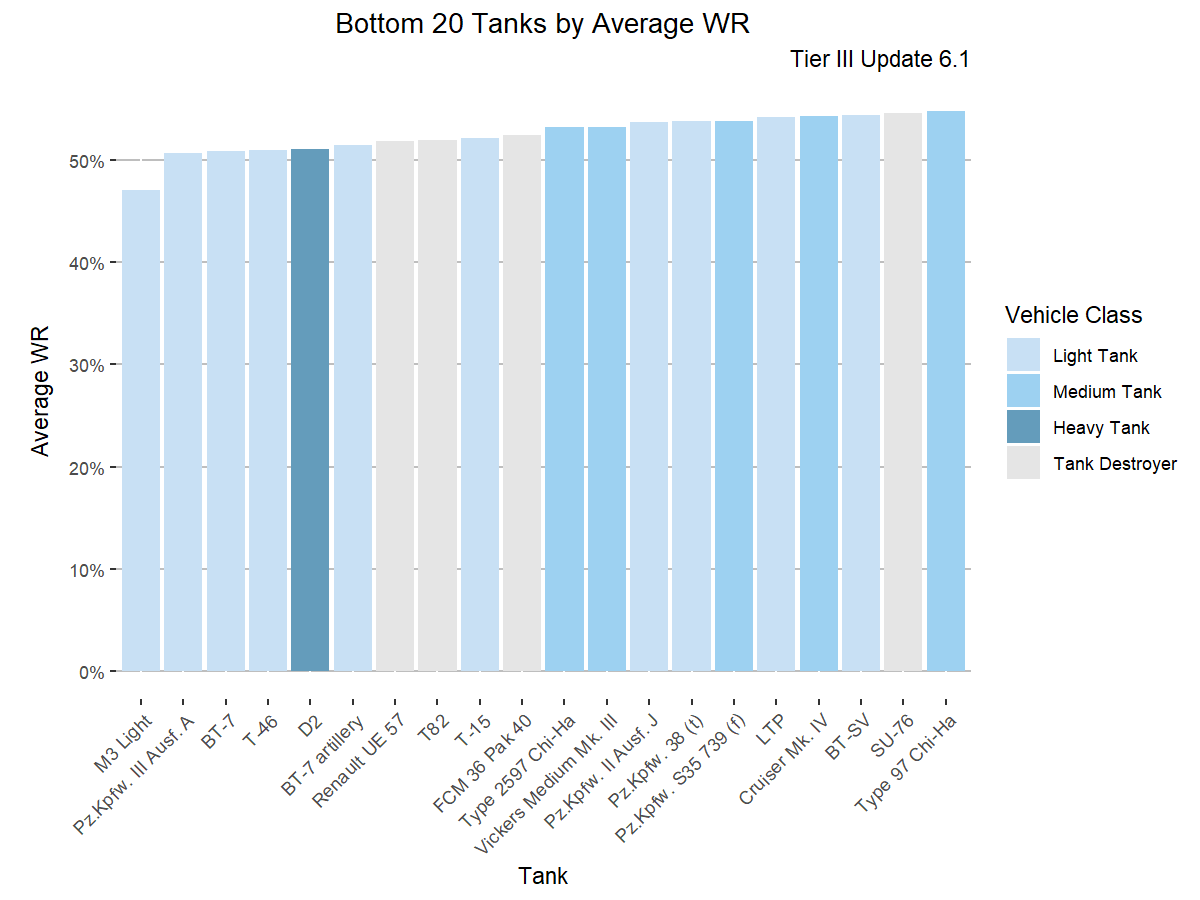 Bottom 20 Tanks by Average WR
Tier III Update 6.1
50%
40%
30%
20%
10%
0%
Average WR
M3 Light
Pz.Kpfw. III Ausf. A
BT-7
T-46
D2
BT-7 artillery
Renault UE 57
T82
T-15
FCM 36 Pak 40
Type 2597 Chi-Ha
Vickers Medium Mk. III
Pz.Kpfw. II Ausf. J
Pz.Kpfw. 38 (t)
Pz.Kpfw. S35 739 (f)
LTP
Cruiser Mk. IV
BT-SV
SU-76
Type 97 Chi-Ha
Tank
Vehicle Class
Light Tank
Medium Tank
Heavy Tank
Tank Destroyer